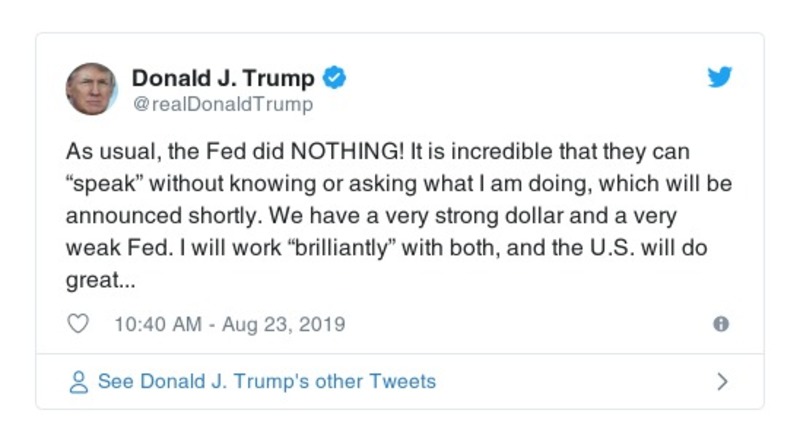 Donald J. Trump
@realDonaldTrump
As usual, the Fed did NOTHING! It is incredible that they can
“speak” without knowing or asking what I am doing, which will be
announced shortly. We have a very strong dollar and a very
weak Fed. I will work “brilliantly” with both, and the U.S. will do
great...
10:40 AM - Aug 23, 2019
See Donald J. Trump's other Tweets